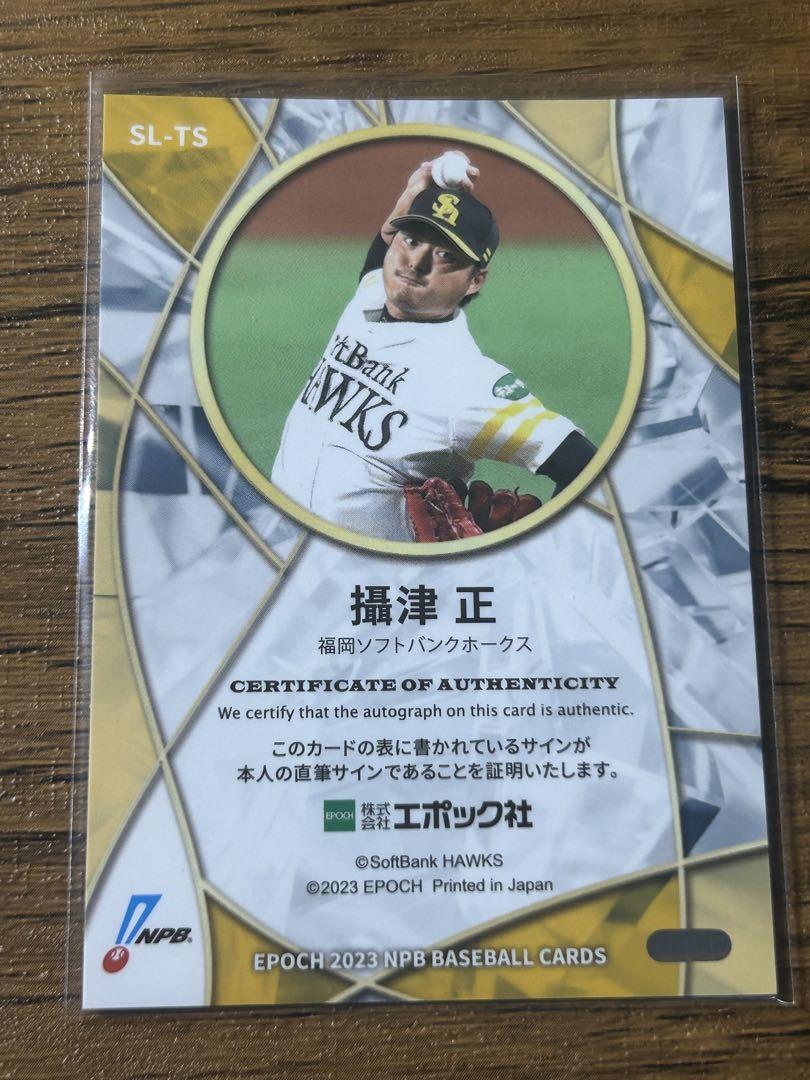 SL-TS
SH
ftBank
HAWKS
攝津 正
福岡ソフトバンクホークス
CERTIFICATE OF AUTHENTICITY
We certify that the autograph on this card is authentic.
このカードの表に書かれているサインが
本人の直筆サインであることを証明いたします。
EPOCH 株式会社 エポック社
©SoftBank HAWKS
©2023 EPOCH Printed in Japan
NPB®
EPOCH 2023 NPB BASEBALL CARDS